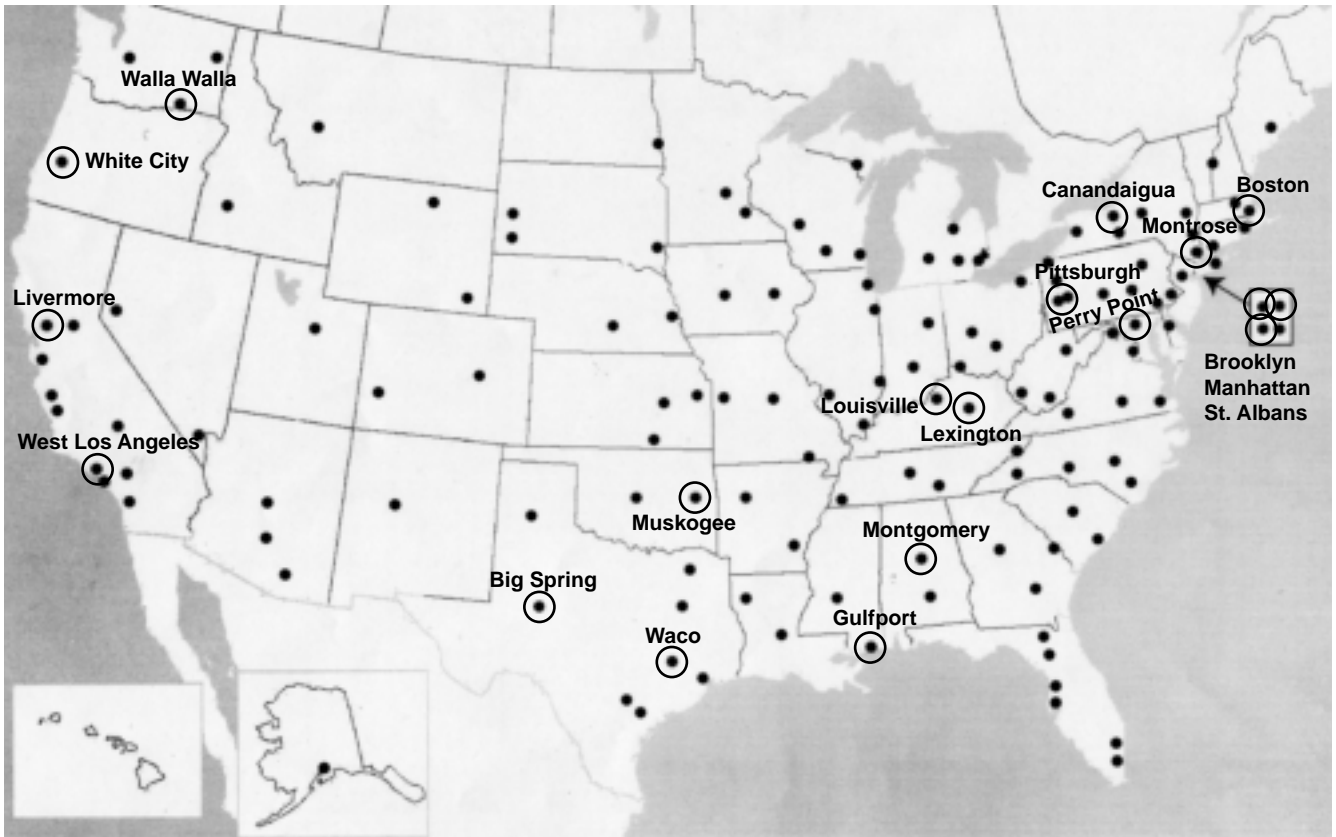 Walla Walla
White City
Canandaigua
Boston
Montrose
Pittsburgh
Livermore
Perry Point
Brooklyn
Manhattan
St. Albans
Louisville
Lexington
West Los Angeles
Muskogee
Montgomery
Big Spring
Gulfport
Waco